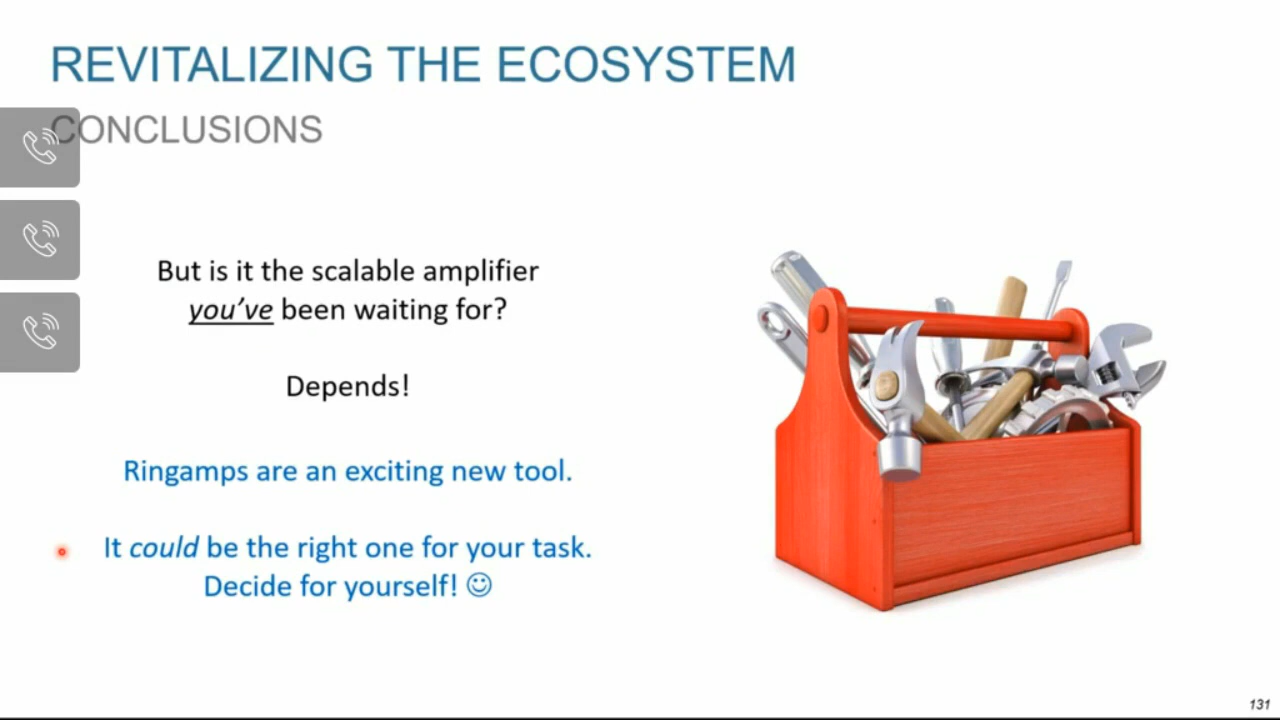 REVITALIZING THE ECOSYSTEM
CONCLUSIONS
But is it the scalable amplifier
you've been waiting for?
Depends!
Ringamps are an exciting new tool.
It could be the right one for your task.
Decide for yourself! ☺
131